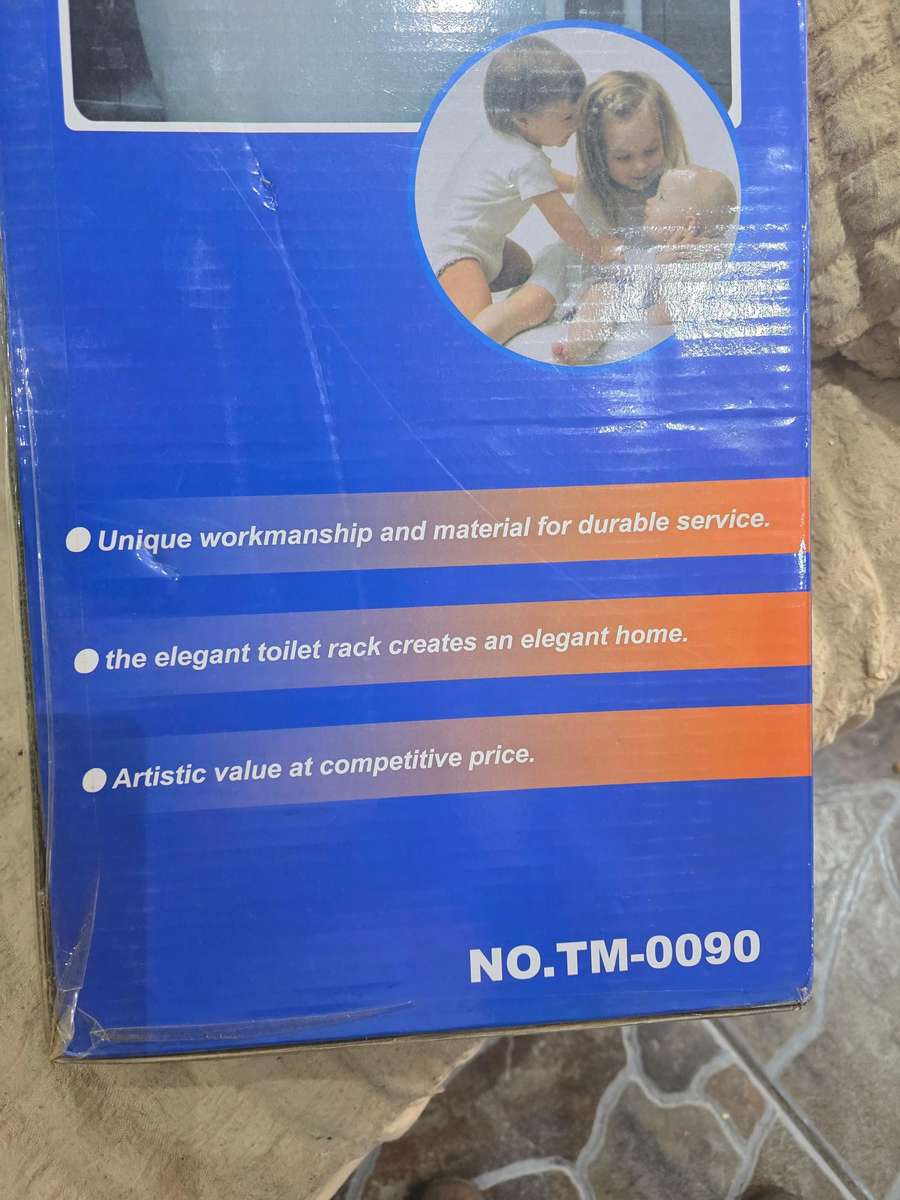 Unique workmanship and material for durable service.
the elegant toilet rack creates an elegant home.
Artistic value at competitive price.
NO.TM-0090